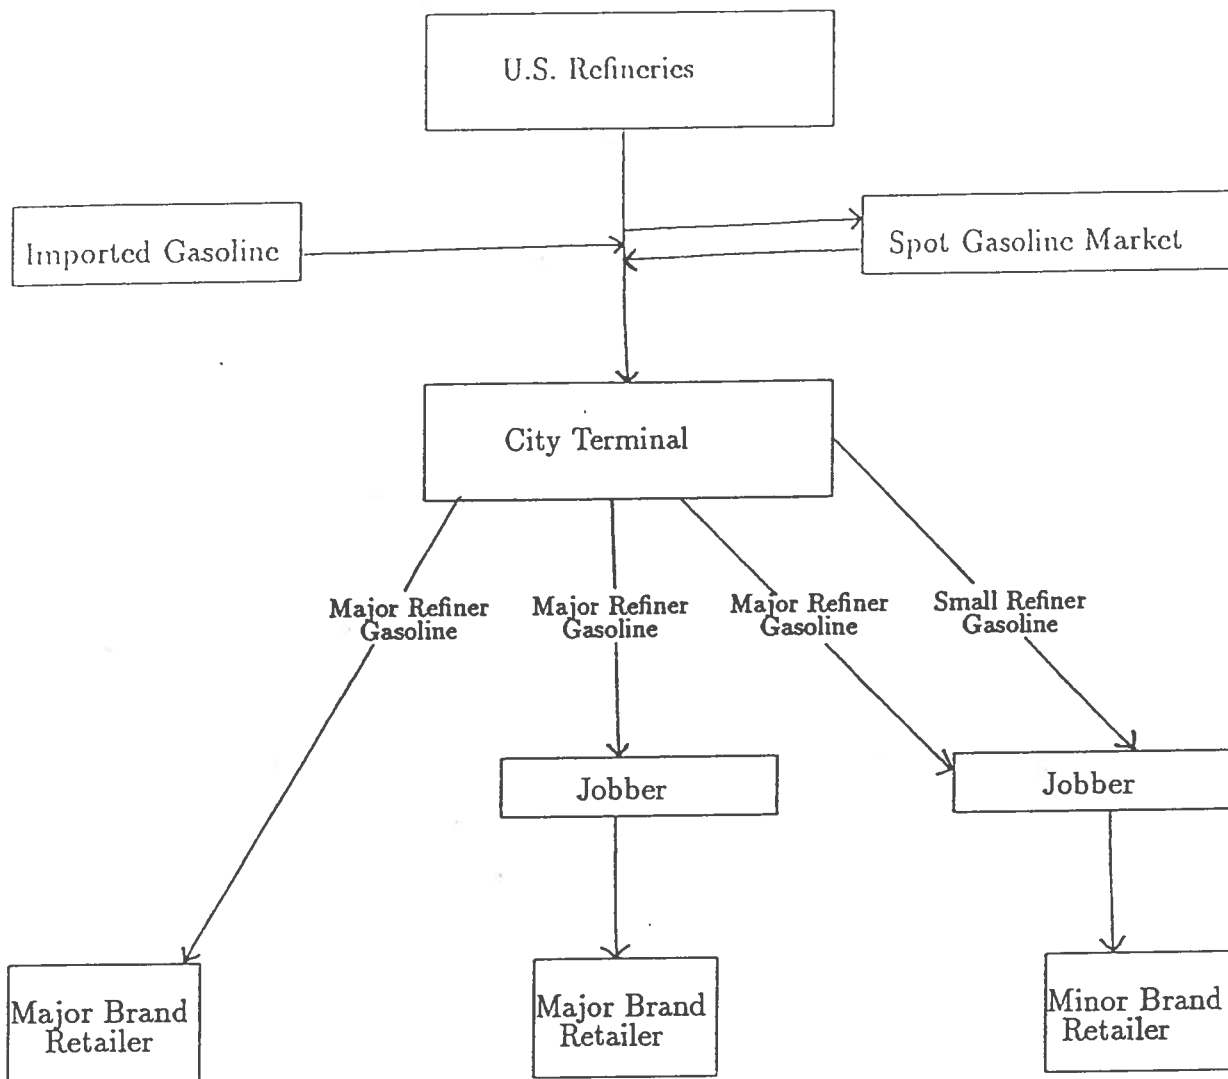 U.S. Refineries
Imported Gasoline
Spot Gasoline Market
City Terminal
Major Refiner
Gasoline
Major Refiner
Gasoline
Major Refiner
Gasoline
Small Refiner
Gasoline
Jobber
Jobber
Major Brand
Retailer
Major Brand
Retailer
Minor Brand
Retailer